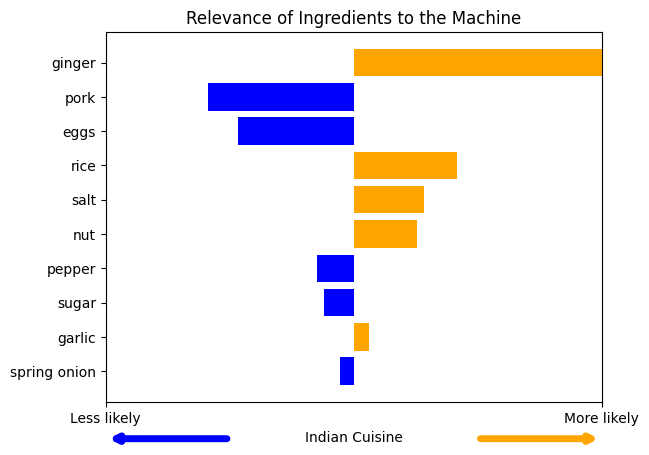 Relevance of Ingredients to the Machine
ginger
pork
eggs
rice
salt
nut
pepper
sugar
garlic
spring onion
Less likely More likely
Indian Cuisine